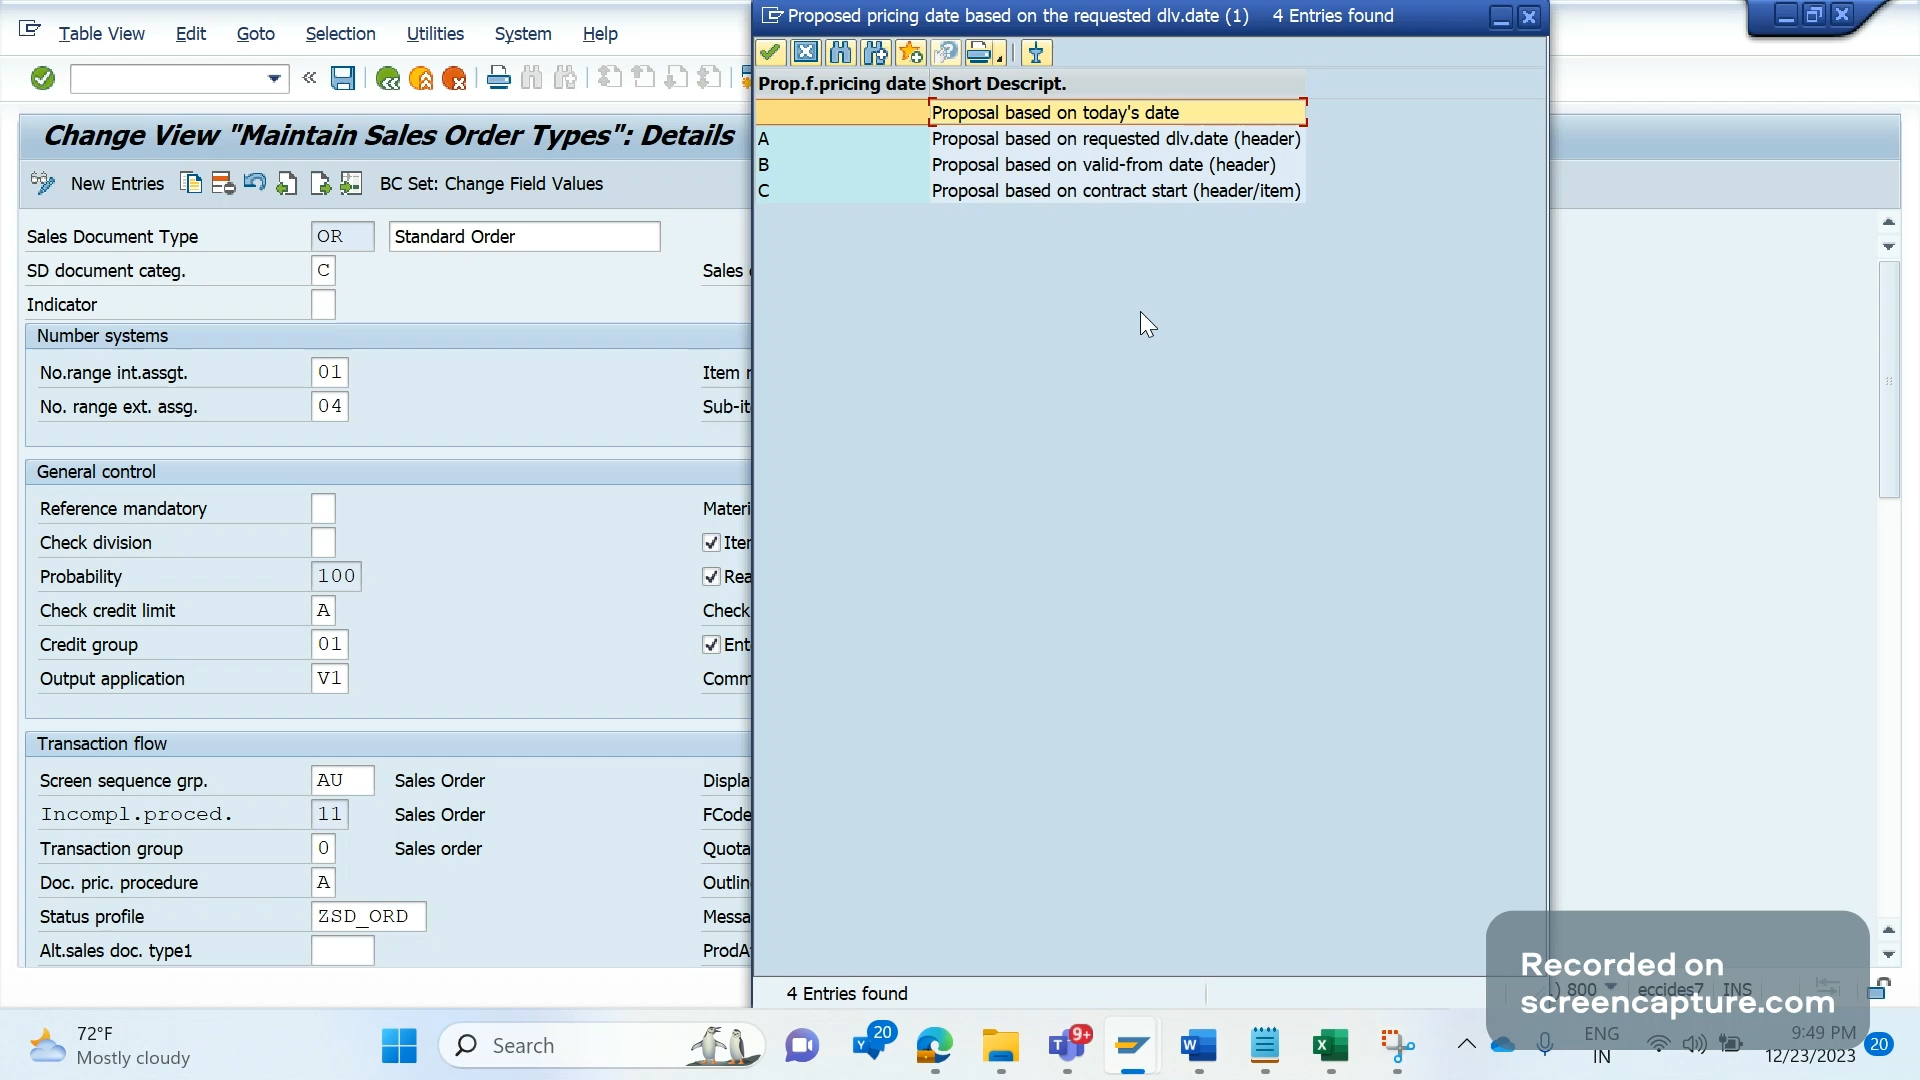 Proposed pricing date based on the requested dlv.date (1) 4 Entries found
Table View Edit Goto Selection Utilities System Help
Prop.f.pricing date Short Descript.
Proposal based on today's date
A Proposal based on requested dlv.date (header)
B Proposal based on valid-from date (header)
C Proposal based on contract start (header/item)
Change View "Maintain Sales Order Types": Details
New Entries BC Set: Change Field Values
Sales Document Type OR Standard Order
SD document categ. C Sales
Indicator
Number systems
No.range int.assgt. 01 Item
No. range ext. assg. 04 Sub-it
General control
Reference mandatory Materi
Check division Iter
Probability 100 Rea
Check credit limit A Check
Credit group 01 Ent
Output application V1 Comm
Transaction flow
Screen sequence grp. AU Sales Order Displa
Incompl.proced. 11 Sales Order FCode
Transaction group 0 Sales order Quota
Doc. pric. procedure A Outlin
Status profile ZSD_ORD Messa
Alt.sales doc. type1 ProdA
4 Entries found
) 800 eccides7 INS
Recorded on
screencapture.com
72°F
Mostly cloudy
Search
20
9+
ENG
IN
9:49 PM
12/23/2023
20